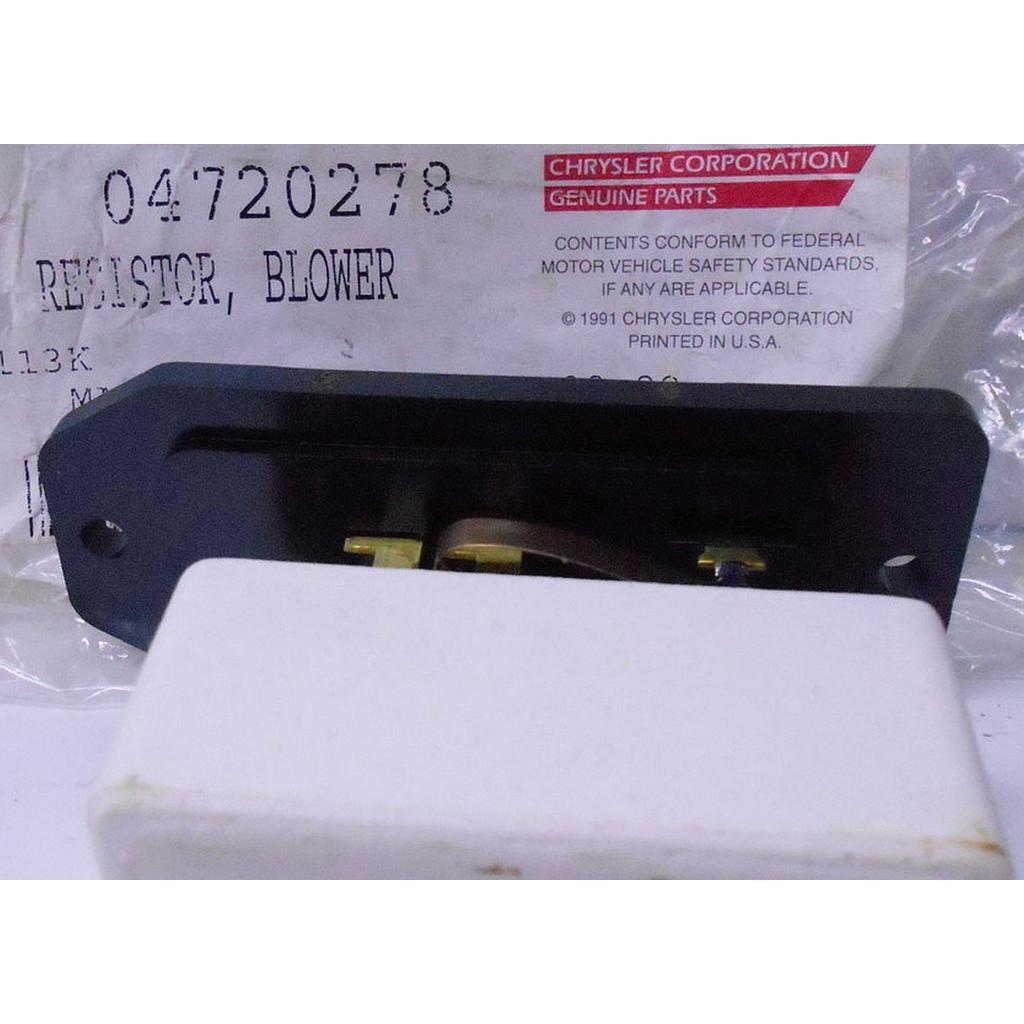 04720278
RESISTOR, BLOWER
113K
CHRYSLER CORPORATION
GENUINE PARTS
CONTENTS CONFORM TO FEDERAL
MOTOR VEHICLE SAFETY STANDARDS,
IF ANY ARE APPLICABLE.
© 1991 CHRYSLER CORPORATION
PRINTED IN U.S.A.